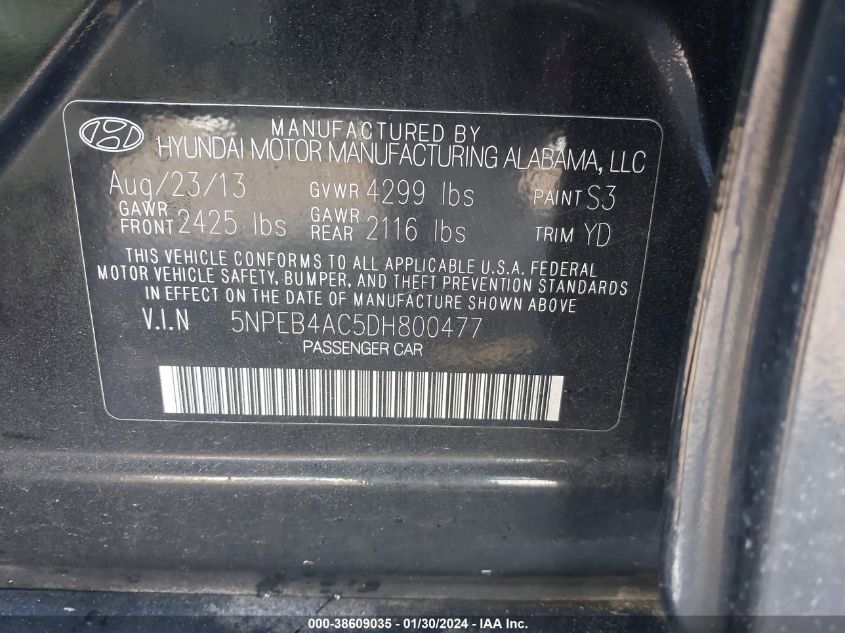 MANUFACTURED BY
HYUNDAI MOTOR MANUFACTURING ALABAMA, LLC
Aug/23/13 GVWR 4299 lbs PAINT S3
GAWR FRONT 2425 lbs GAWR REAR 2116 lbs TRIM YD
THIS VEHICLE CONFORMS TO ALL APPLICABLE U.S.A. FEDERAL
MOTOR VEHICLE SAFETY, BUMPER, AND THEFT PREVENTION STANDARDS
IN EFFECT ON THE DATE OF MANUFACTURE SHOWN ABOVE
V.I.N 5NPEB4AC5DH800477
PASSENGER CAR
000-38609035 - 01/30/2024 - © IAA Inc.